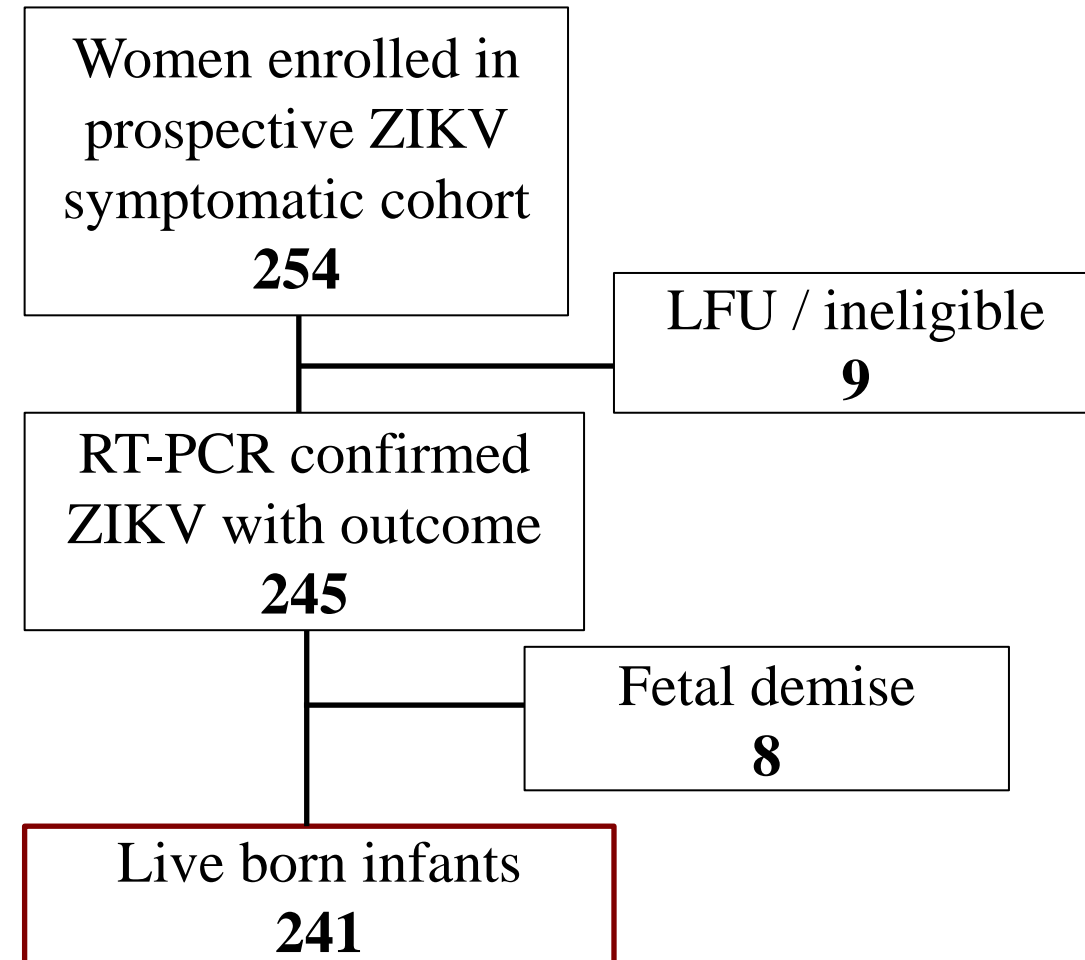 Women enrolled in
prospective ZIKV
symptomatic cohort
254
LFU / ineligible
9
RT-PCR confirmed
ZIKV with outcome
245
Fetal demise
8
Live born infants
241